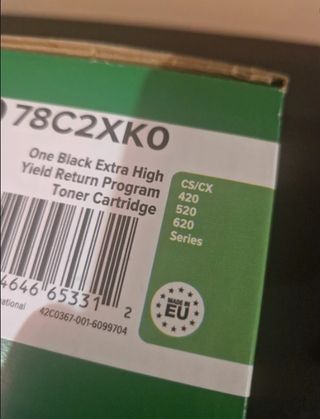 78C2XK0
One Black Extra High
Yield Return Program
Toner Cartridge
CS/CX
420
520
620
Series
4646 65331 2
42C0367-001-6099704
MADE IN
EU